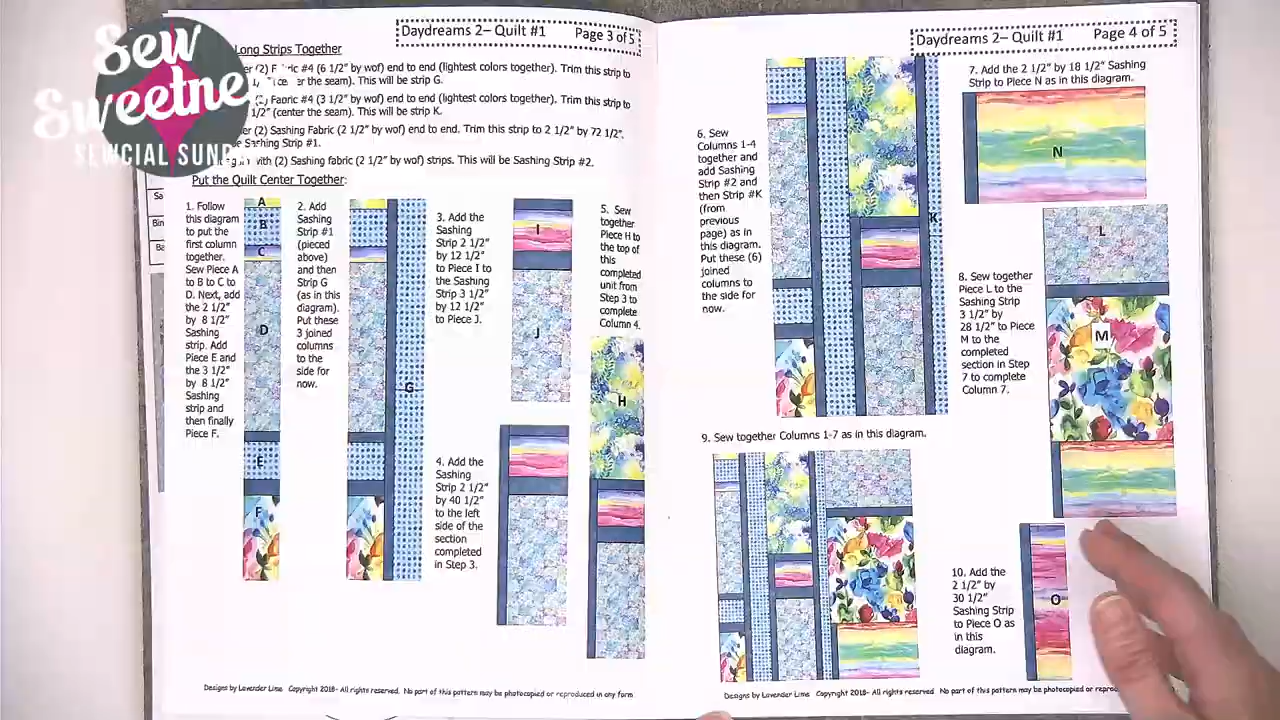 Sew
Sweetne
SEWCIAL SUND
Daydreams 2– Quilt #1 Page 3 of 5
Long Strips Together
er (2) F ric #4 (6 1/2" by wof) end to end (lightest colors together). Trim this strip to
er the seam). This will be strip G.
Fabric #4 (3 1/2" by wof) end to end (lightest colors together). Trim this strip to
1/2" (center the seam). This will be strip K.
er (2) Sashing Fabric (2 1/2" by wof) end to end. Trim this strip to 2 1/2" by 72 1/2".
Sashing Strip #1.
with (2) Sashing fabric (2 1/2" by wof) strips. This will be Sashing Strip #2.
Sa
Bin
Ba
Put the Quilt Center Together:
1. Follow
this diagram
to put the
first column
together.
Sew Piece A
to B to C to
D. Next, add
the 2 1/2"
by 8 1/2"
Sashing
strip. Add
Piece E and
the 3 1/2"
by 8 1/2"
Sashing
strip and
then finally
Piece F.
A
B
C
D
E
F
2. Add
Sashing
Strip #1
(pieced
above)
and then
Strip G
(as in this
diagram).
Put these
3 joined
columns
to the
side for
now.
G
3. Add the
Sashing
Strip 2 1/2"
by 12 1/2"
to Piece I to
the Sashing
Strip 3 1/2"
by 12 1/2"
to Piece J.
I
J
4. Add the
Sashing
Strip 2 1/2"
by 40 1/2"
to the left
side of the
section
completed
in Step 3.
5. Sew
together
Piece H to
the top of
this
completed
unit from
Step 3 to
complete
Column 4.
H
Designs by Lavender Lime Copyright 2018- All rights reserved. No part of this pattern may be photocopied or reproduced in any form
Daydreams 2– Quilt #1 Page 4 of 5
6. Sew
Columns 1-4
together and
add Sashing
Strip #2 and
then Strip #K
(from
previous
page) as in
this diagram.
Put these (6)
joined
columns to
the side for
now.
K
7. Add the 2 1/2" by 18 1/2" Sashing
Strip to Piece N as in this diagram.
N
8. Sew together
Piece L to the
Sashing Strip
3 1/2" by
28 1/2" to Piece
M to the
completed
section in Step
7 to complete
Column 7.
L
M
9. Sew together Columns 1-7 as in this diagram.
10. Add the
2 1/2" by
30 1/2"
Sashing Strip
to Piece O as
in this
diagram.
O
Designs by Lavender Lime Copyright 2018- All rights reserved No part of this pattern may be photocopied or reproduc